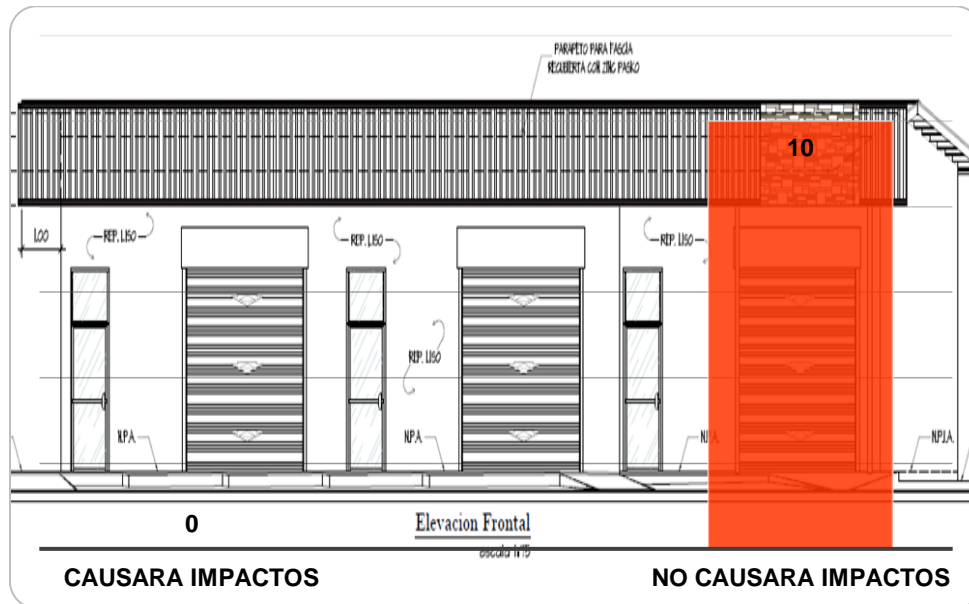 PARAPETO PARA FASCIA
RECUBIERTA CON ZINC PASKO
10
1.00
REP. LISO
REP. LISO
REP. LISO
REP. LISO
N.P.A.
N.P.A.
N.P.A.
0
Elevacion Frontal
CAUSARA IMPACTOS
NO CAUSARA IMPACTOS